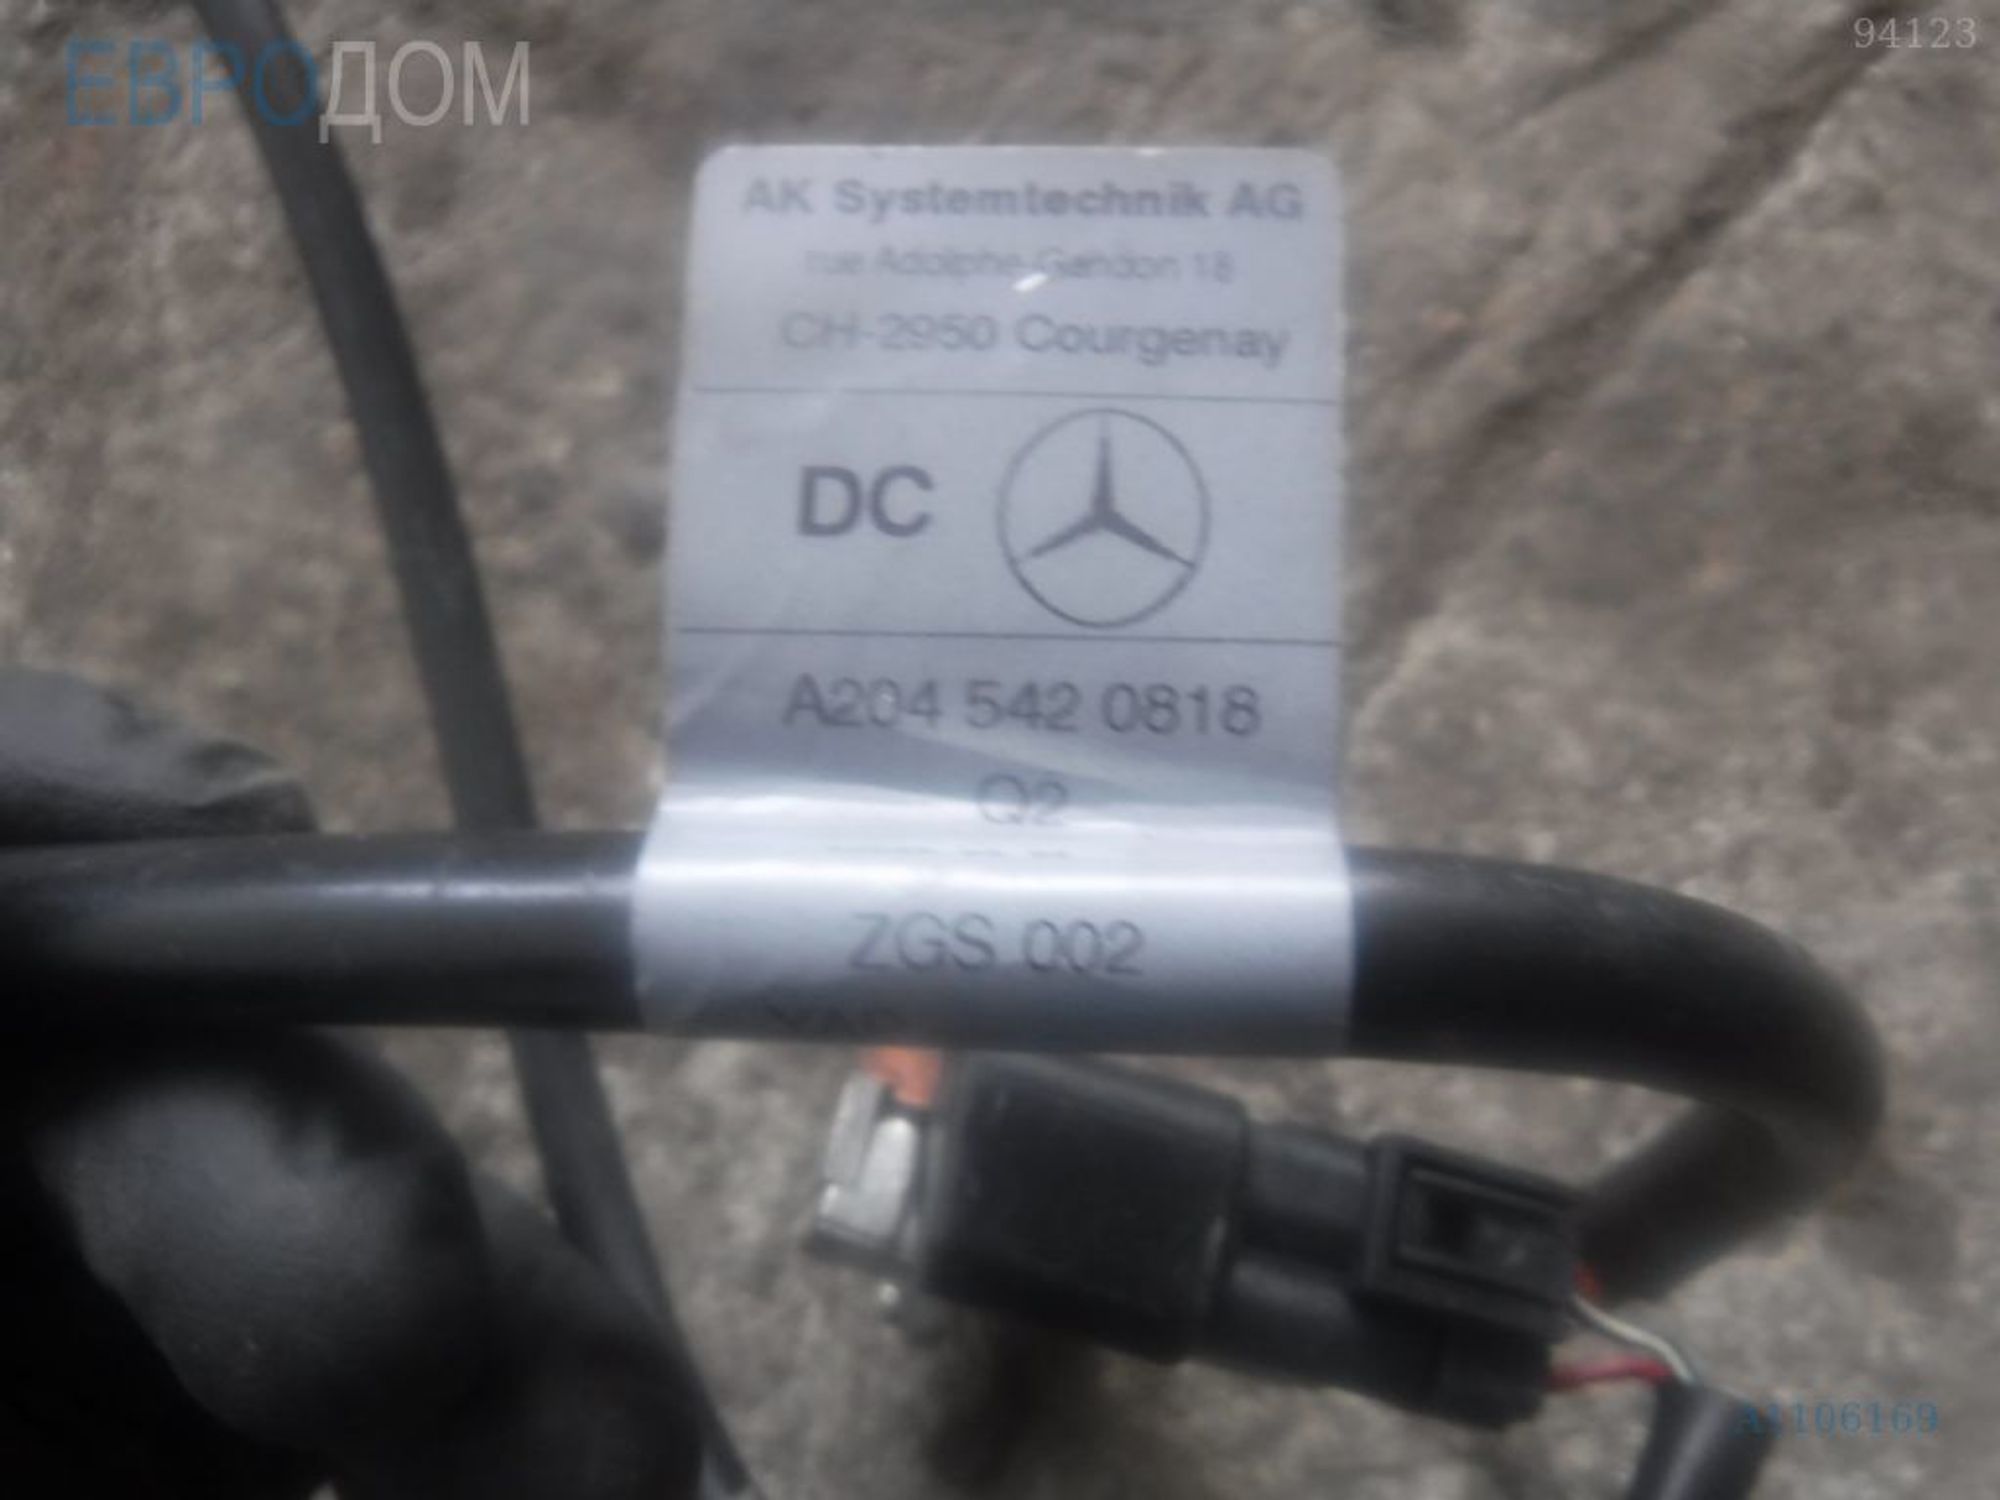 ЕВРОДОМ
94123
AK Systemtechnik AG
rue Adolphe-Gandon 18
CH-2950 Courgenay
DC
A204 542 0818
Q2
ZGS 002
A1106169